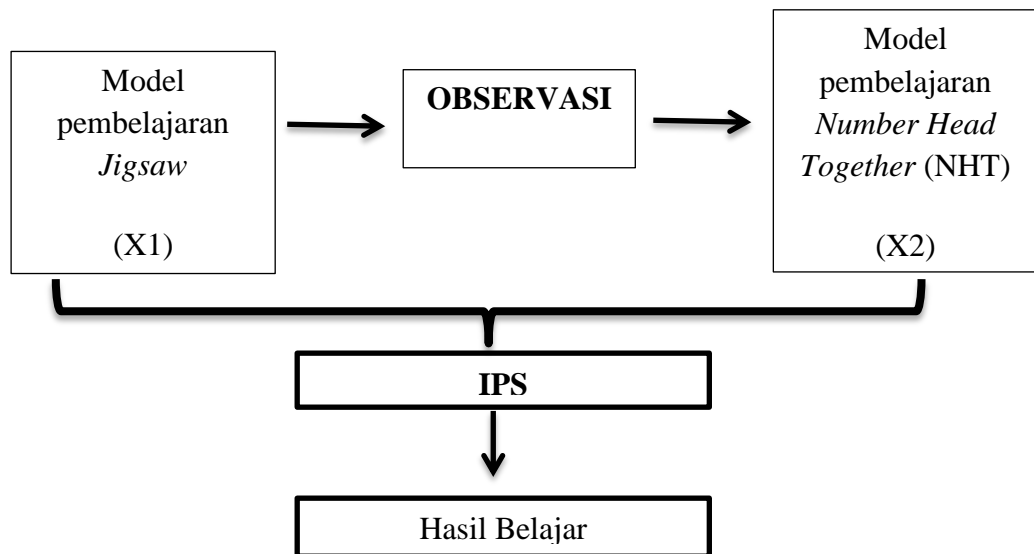 Model
pembelajaran
Jigsaw
(X1)
OBSERVASI
Model
pembelajaran
Number Head
Together (NHT)
(X2)
IPS
Hasil Belajar